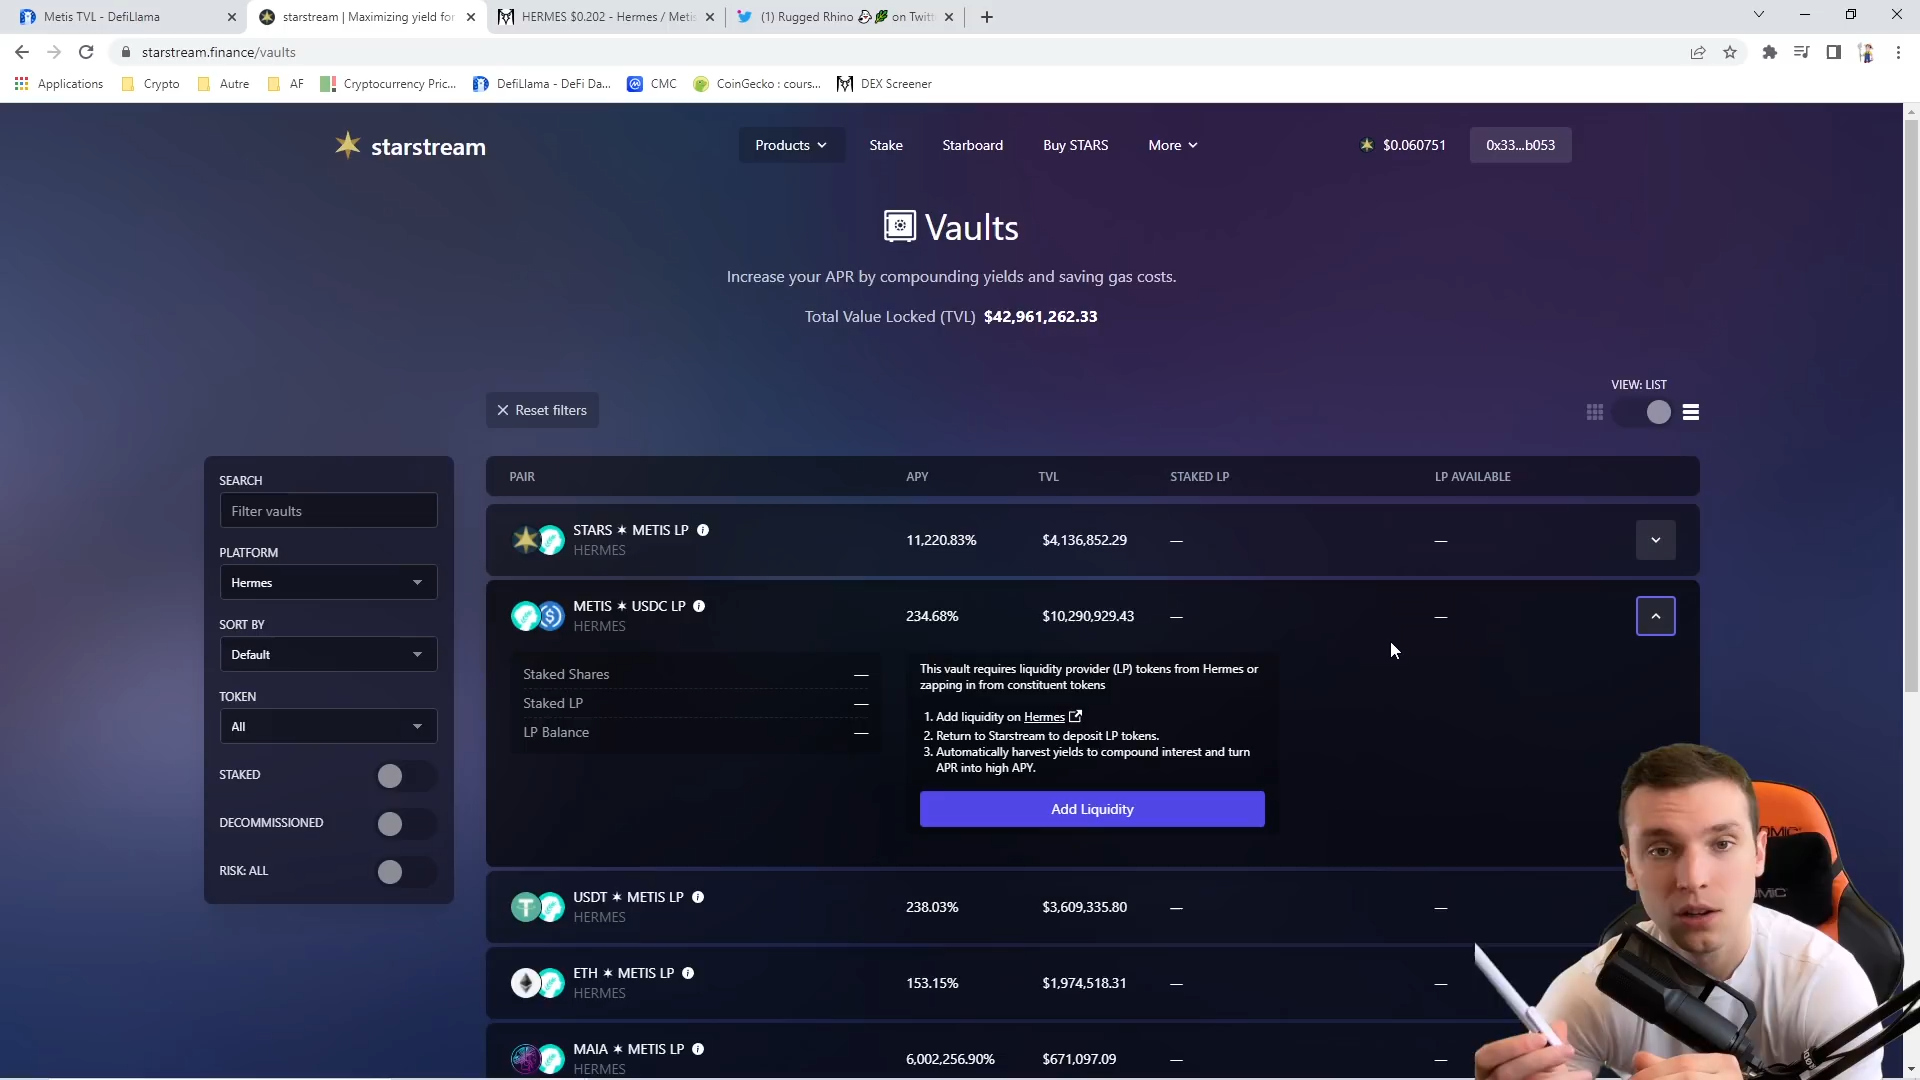 Metis TVL - DefiLlama
starstream | Maximizing yield for
HERMES $0.202 - Hermes / Metis
(1) Rugged Rhino on Twitt
starstream.finance/vaults
Applications
Crypto
Autre
AF
Cryptocurrency Pric...
DefiLlama - DeFi Da...
CMC
CoinGecko : cours...
DEX Screener
starstream
Products
Stake
Starboard
Buy STARS
More
$0.060751
0x33...b053
Vaults
Increase your APR by compounding yields and saving gas costs.
Total Value Locked (TVL) $42,961,262.33
VIEW: LIST
Reset filters
SEARCH
Filter vaults
PLATFORM
Hermes
SORT BY
Default
TOKEN
All
STAKED
DECOMMISSIONED
RISK: ALL
PAIR APY TVL STAKED LP LP AVAILABLE
STARS ✶ METIS LP
HERMES
11,220.83% $4,136,852.29 — —
METIS ✶ USDC LP
HERMES
234.68% $10,290,929.43 — —
Staked Shares —
Staked LP —
LP Balance —
This vault requires liquidity provider (LP) tokens from Hermes or
zapping in from constituent tokens
1. Add liquidity on Hermes
2. Return to Starstream to deposit LP tokens.
3. Automatically harvest yields to compound interest and turn
APR into high APY.
Add Liquidity
USDT ✶ METIS LP
HERMES
238.03% $3,609,335.80 — —
ETH ✶ METIS LP
HERMES
153.15% $1,974,518.31 — —
MAIA ✶ METIS LP
HERMES
6,002,256.90% $671,097.09 — —